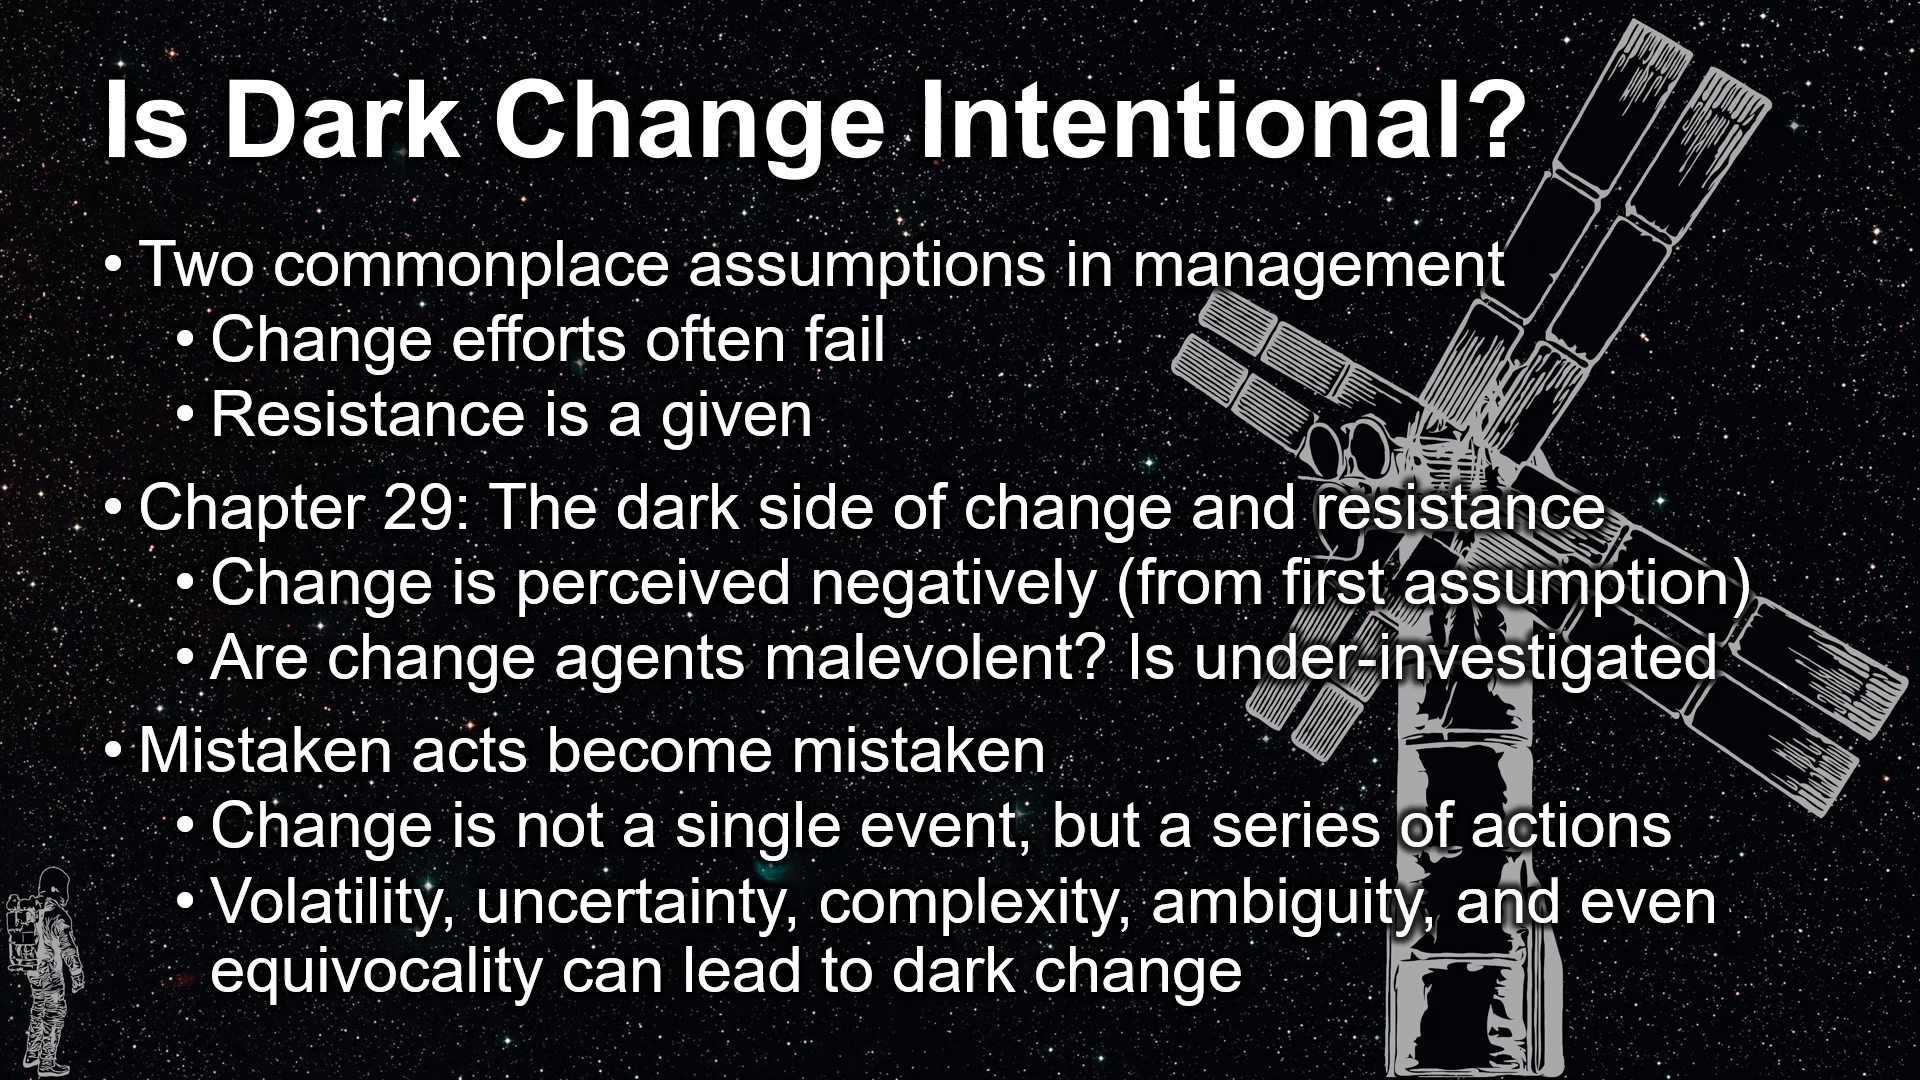 Is Dark Change Intentional?
• Two commonplace assumptions in management
• Change efforts often fail
• Resistance is a given
• Chapter 29: The dark side of change and resistance
• Change is perceived negatively (from first assumption)
• Are change agents malevolent? Is under-investigated
• Mistaken acts become mistaken
• Change is not a single event, but a series of actions
• Volatility, uncertainty, complexity, ambiguity, and even
equivocality can lead to dark change